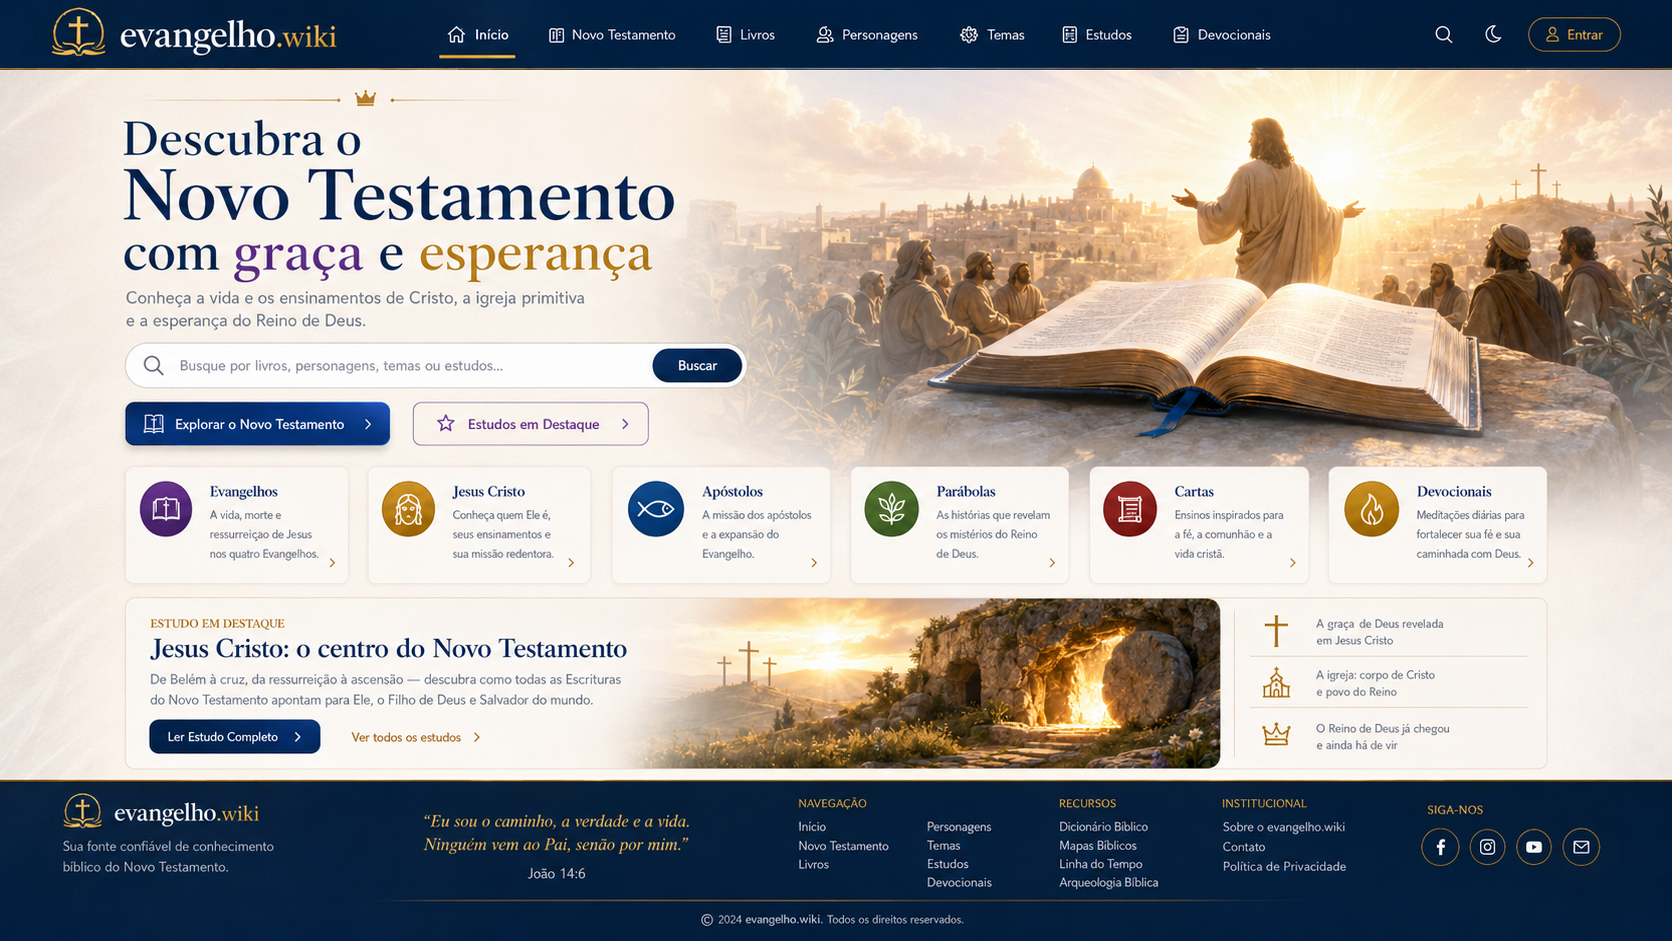 evangelho.wiki
Início
Novo Testamento
Livros
Personagens
Temas
Estudos
Devocionais
Entrar
Descubra o
Novo Testamento
com graça e esperança
Conheça a vida e os ensinamentos de Cristo, a igreja primitiva
e a esperança do Reino de Deus.
Busque por livros, personagens, temas ou estudos...
Buscar
Explorar o Novo Testamento
Estudos em Destaque
Evangelhos
A vida, morte e
ressurreiçao de Jesus
nos quatro Evangelhos.
Jesus Cristo
Conheça quem Ele é,
seus ensinamentos e
sua missão redentora.
Apóstolos
A missão dos apóstolos
e a expansão do
Evangelho.
Parábolas
As histórias que revelam
os mistérios do Reino
de Deus.
Cartas
Ensinos inspirados para
a fé, a comunhão e a
vida cristã.
Devocionais
Meditações diárias para
fortalecer sua fé e sua
caminhada com Deus.
ESTUDO EM DESTAQUE
Jesus Cristo: o centro do Novo Testamento
De Belém à cruz, da ressurreição à ascensão — descubra como todas as Escrituras
do Novo Testamento apontam para Ele, o Filho de Deus e Salvador do mundo.
Ler Estudo Completo
Ver todos os estudos
A graça de Deus revelada
em Jesus Cristo
A igreja: corpo de Cristo
e povo do Reino
O Reino de Deus já chegou
e ainda há de vir
evangelho.wiki
Sua fonte confiável de conhecimento
bíblico do Novo Testamento.
“Eu sou o caminho, a verdade e a vida.
Ninguém vem ao Pai, senão por mim.”
João 14:6
NAVEGAÇÃO
Início
Novo Testamento
Livros
Personagens
Temas
Estudos
Devocionais
RECURSOS
Dicionário Bíblico
Mapas Bíblicos
Linha do Tempo
Arqueologia Bíblica
INSTITUCIONAL
Sobre o evangelho.wiki
Contato
Política de Privacidade
SIGA-NOS
© 2024 evangelho.wiki. Todos os direitos reservados.